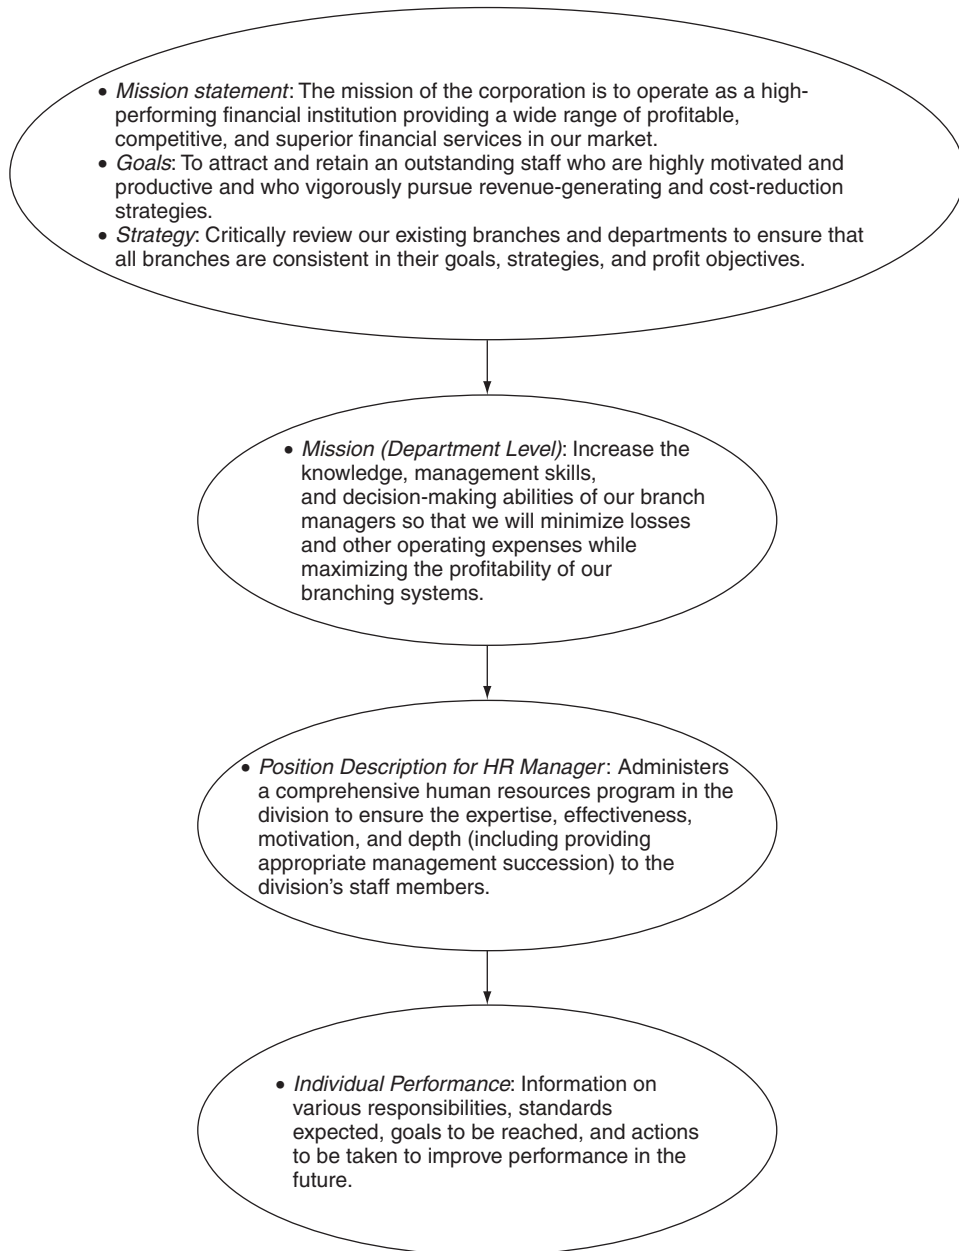 • Mission statement: The mission of the corporation is to operate as a high-
performing financial institution providing a wide range of profitable,
competitive, and superior financial services in our market.
• Goals: To attract and retain an outstanding staff who are highly motivated and
productive and who vigorously pursue revenue-generating and cost-reduction
strategies.
• Strategy: Critically review our existing branches and departments to ensure that
all branches are consistent in their goals, strategies, and profit objectives.
• Mission (Department Level): Increase the
knowledge, management skills,
and decision-making abilities of our branch
managers so that we will minimize losses
and other operating expenses while
maximizing the profitability of our
branching systems.
• Position Description for HR Manager: Administers
a comprehensive human resources program in the
division to ensure the expertise, effectiveness,
motivation, and depth (including providing
appropriate management succession) to the
division's staff members.
• Individual Performance: Information on
various responsibilities, standards
expected, goals to be reached, and actions
to be taken to improve performance in the
future.